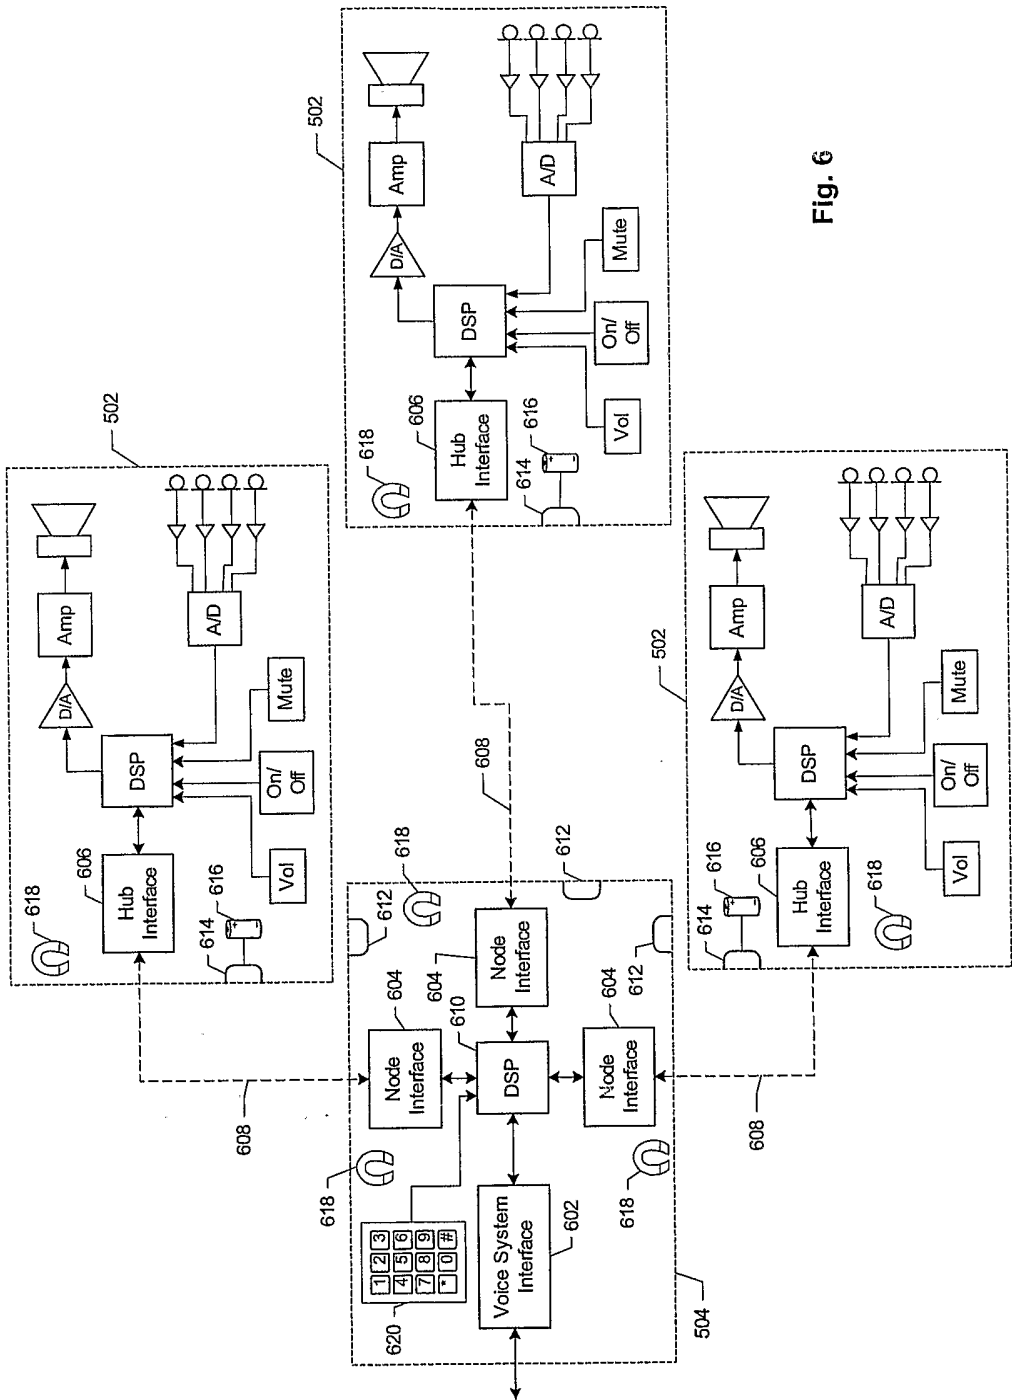 502
618
606
Hub
Interface
614
616
DSP
D/A
Amp
A/D
Vol
On/
Off
Mute
502
618
606
Hub
Interface
614
616
DSP
D/A
Amp
A/D
Vol
On/
Off
Mute
502
614
616
606
Hub
Interface
618
DSP
D/A
Amp
A/D
Vol
On/
Off
Mute
608
608
608
620
1 2 3
4 5 6
7 8 9
* 0 #
618
604
Node
Interface
612
618
604
Node
Interface
612
610
DSP
604
Node
Interface
612
618
Voice System
Interface
602
504
Fig. 6